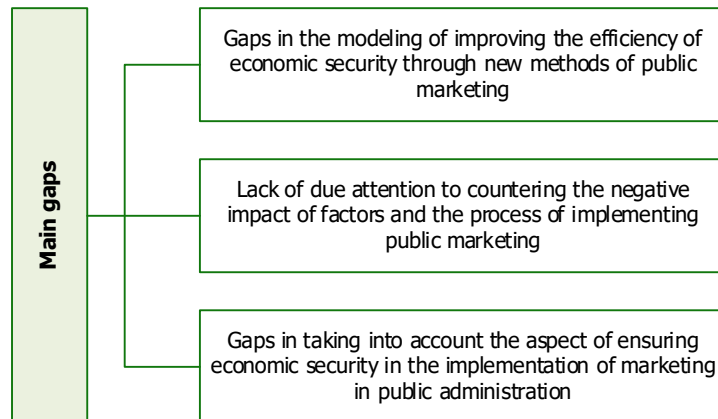 Main gaps
Gaps in the modeling of improving the efficiency of
economic security through new methods of public
marketing
Lack of due attention to countering the negative
impact of factors and the process of implementing
public marketing
Gaps in taking into account the aspect of ensuring
economic security in the implementation of marketing
in public administration